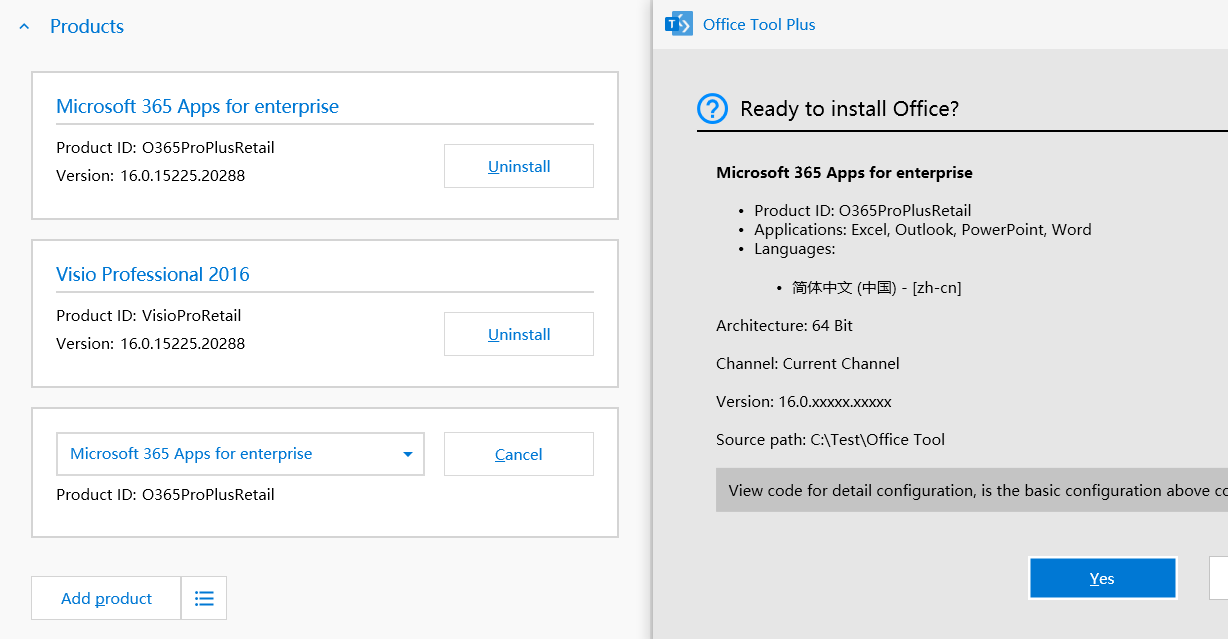 Products
Microsoft 365 Apps for enterprise
Product ID: O365ProPlusRetail
Version: 16.0.15225.20288
Uninstall
Visio Professional 2016
Product ID: VisioProRetail
Version: 16.0.15225.20288
Uninstall
Microsoft 365 Apps for enterprise
Cancel
Product ID: O365ProPlusRetail
Add product
Office Tool Plus
Ready to install Office?
Microsoft 365 Apps for enterprise
• Product ID: O365ProPlusRetail
• Applications: Excel, Outlook, PowerPoint, Word
• Languages:
• 简体中文 (中国) - [zh-cn]
Architecture: 64 Bit
Channel: Current Channel
Version: 16.0.xxxxx.xxxxx
Source path: C:\Test\Office Tool
View code for detail configuration, is the basic configuration above
Yes